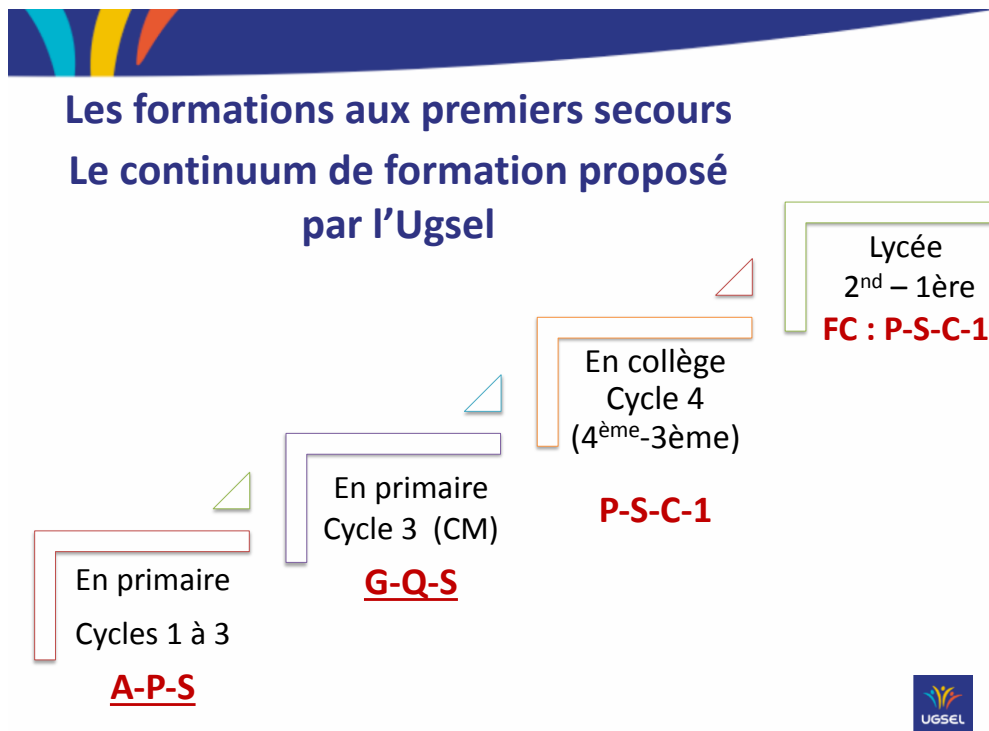 Les formations aux premiers secours
Le continuum de formation proposé
par l’Ugsel
En primaire
Cycles 1 à 3
A-P-S
En primaire
Cycle 3 (CM)
G-Q-S
En collège
Cycle 4
(4ème-3ème)
P-S-C-1
Lycée
2nd – 1ère
FC : P-S-C-1
UGSEL